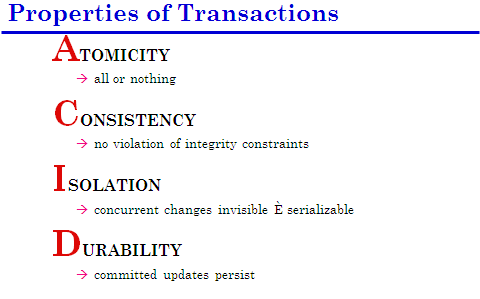 Properties of Transactions
ATOMICITY
→ all or nothing
CONSISTENCY
→ no violation of integrity constraints
ISOLATION
→ concurrent changes invisible È serializable
DURABILITY
→ committed updates persist